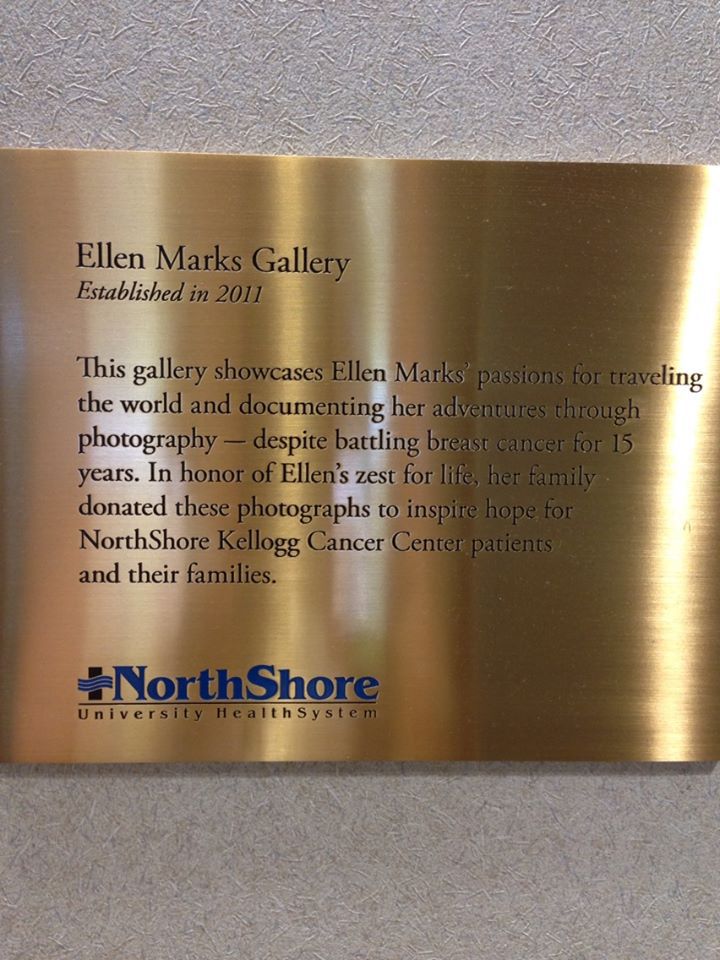 Ellen Marks Gallery
Established in 2011
This gallery showcases Ellen Marks’ passions for traveling
the world and documenting her adventures through
photography — despite battling breast cancer for 15
years. In honor of Ellen’s zest for life, her family
donated these photographs to inspire hope for
NorthShore Kellogg Cancer Center patients
and their families.
NorthShore
University HealthSystem